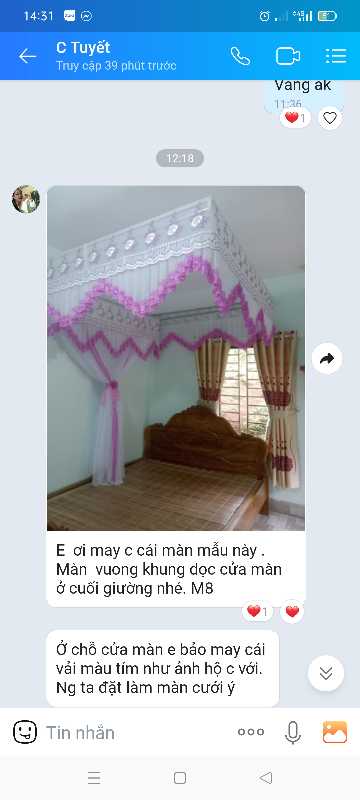 14:31
C Tuyết
Truy cập 39 phút trước
Vâng ak
11:36
1
12:18
E ơi may c cái màn mẫu này .
Màn vuong khung dọc cửa màn
ở cuối giường nhé. M8
1
Ở chỗ cửa màn e bảo may cái
vải màu tím như ảnh hộ c với.
Ng ta đặt làm màn cưới ý
Tin nhắn